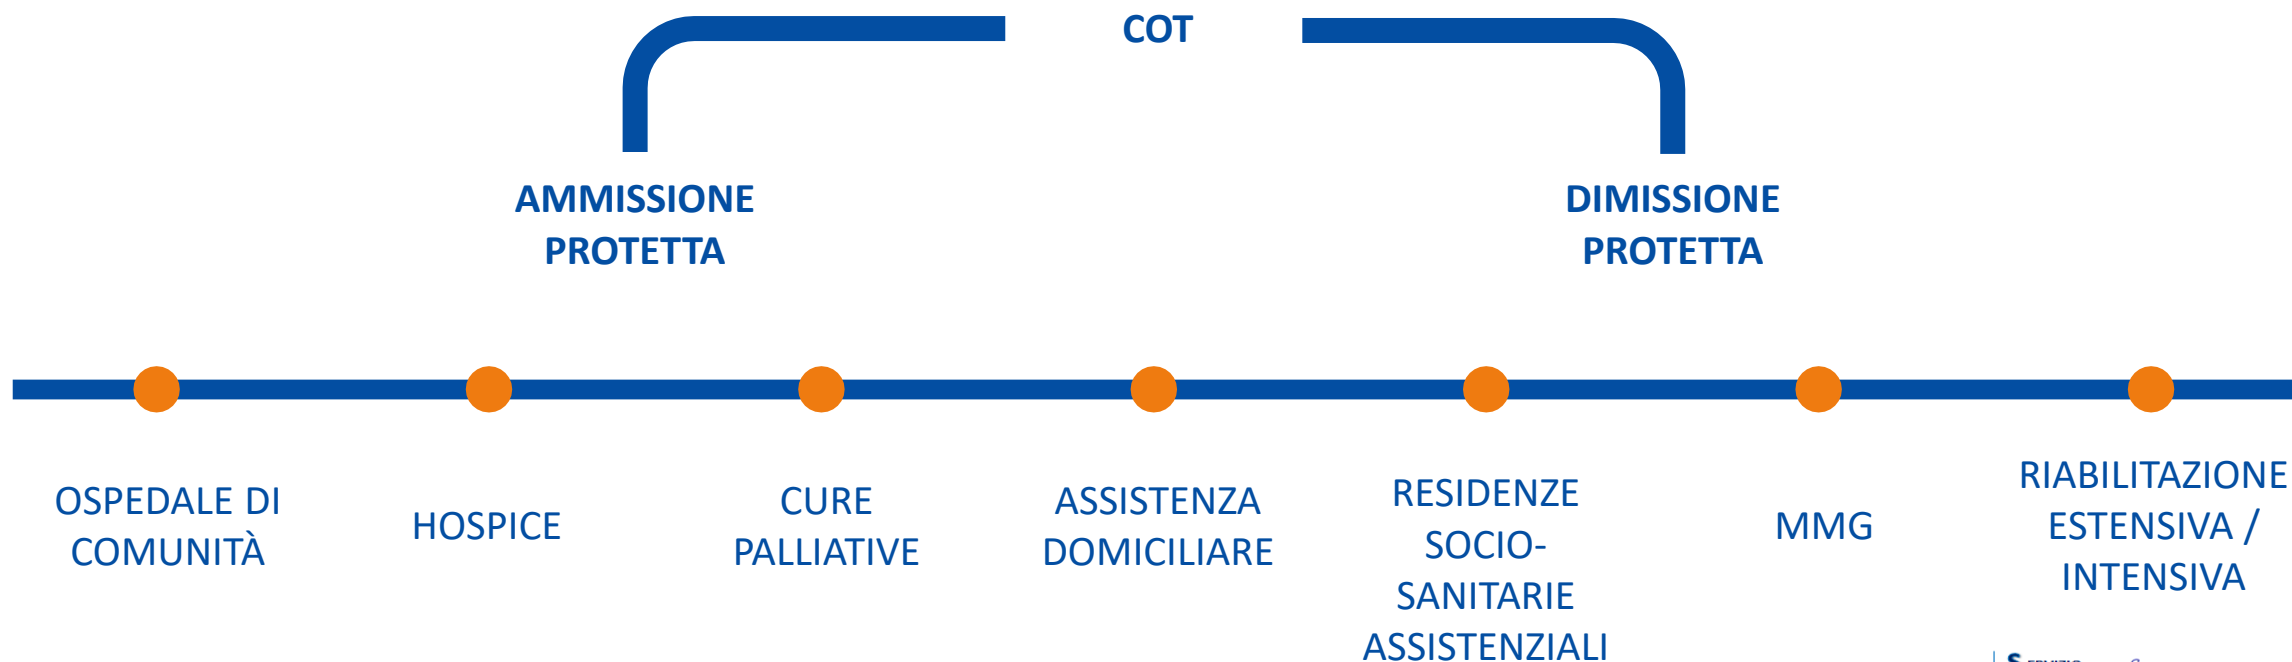 COT
AMMISSIONE
PROTETTA
DIMISSIONE
PROTETTA
OSPEDALE DI
COMUNITÀ
HOSPICE
CURE
PALLIATIVE
ASSISTENZA
DOMICILIARE
RESIDENZE
SOCIO-
SANITARIE
ASSISTENZIALI
MMG
RIABILITAZIONE
ESTENSIVA /
INTENSIVA